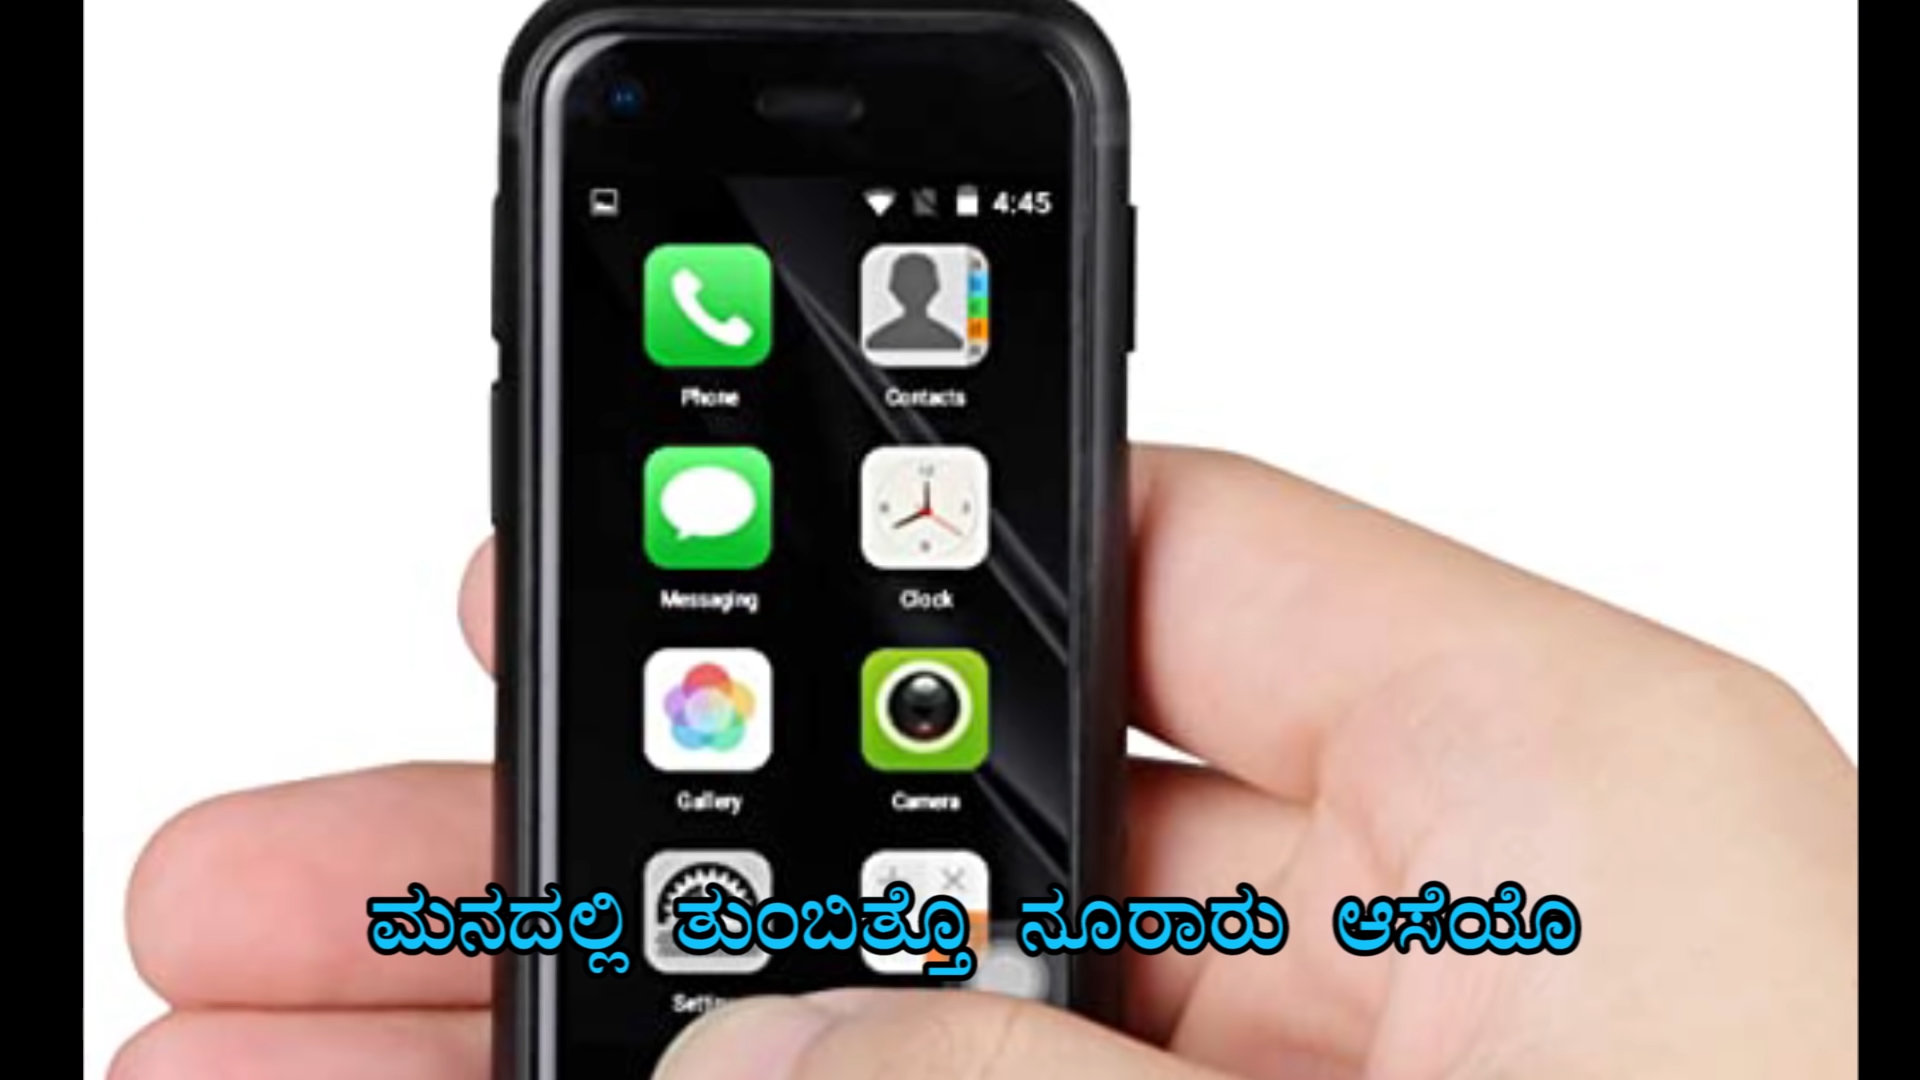 4:45
Phone Contacts
Messaging Clock
Gallery Camera
ಮನದಲ್ಲಿ ತುಂಬಿತ್ತೊ ನೂರಾರು ಆಸೆಯೊ